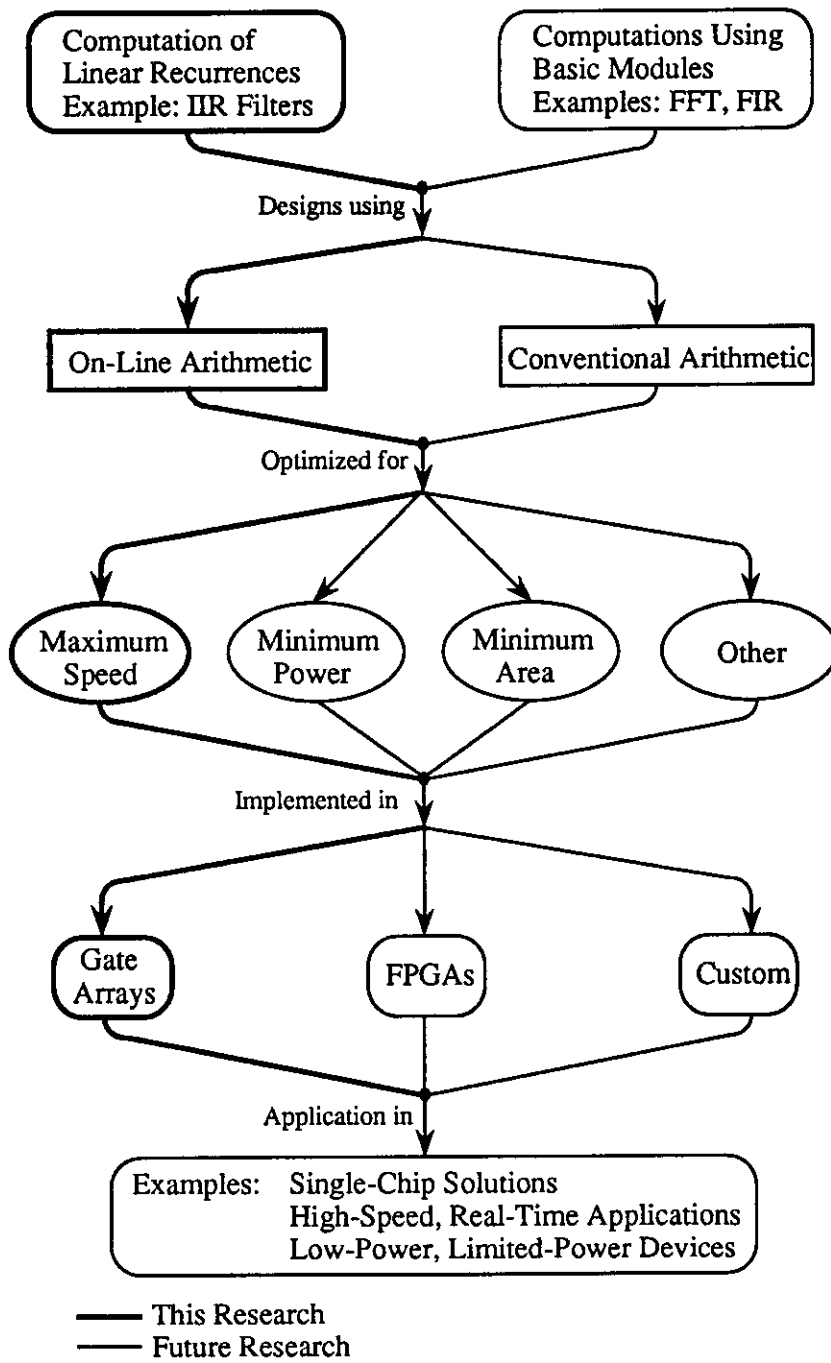 Computation of
Linear Recurrences
Example: IIR Filters
Computations Using
Basic Modules
Examples: FFT, FIR
Designs using
On-Line Arithmetic
Conventional Arithmetic
Optimized for
Maximum
Speed
Minimum
Power
Minimum
Area
Other
Implemented in
Gate
Arrays
FPGAs
Custom
Application in
Examples: Single-Chip Solutions
High-Speed, Real-Time Applications
Low-Power, Limited-Power Devices
This Research
Future Research